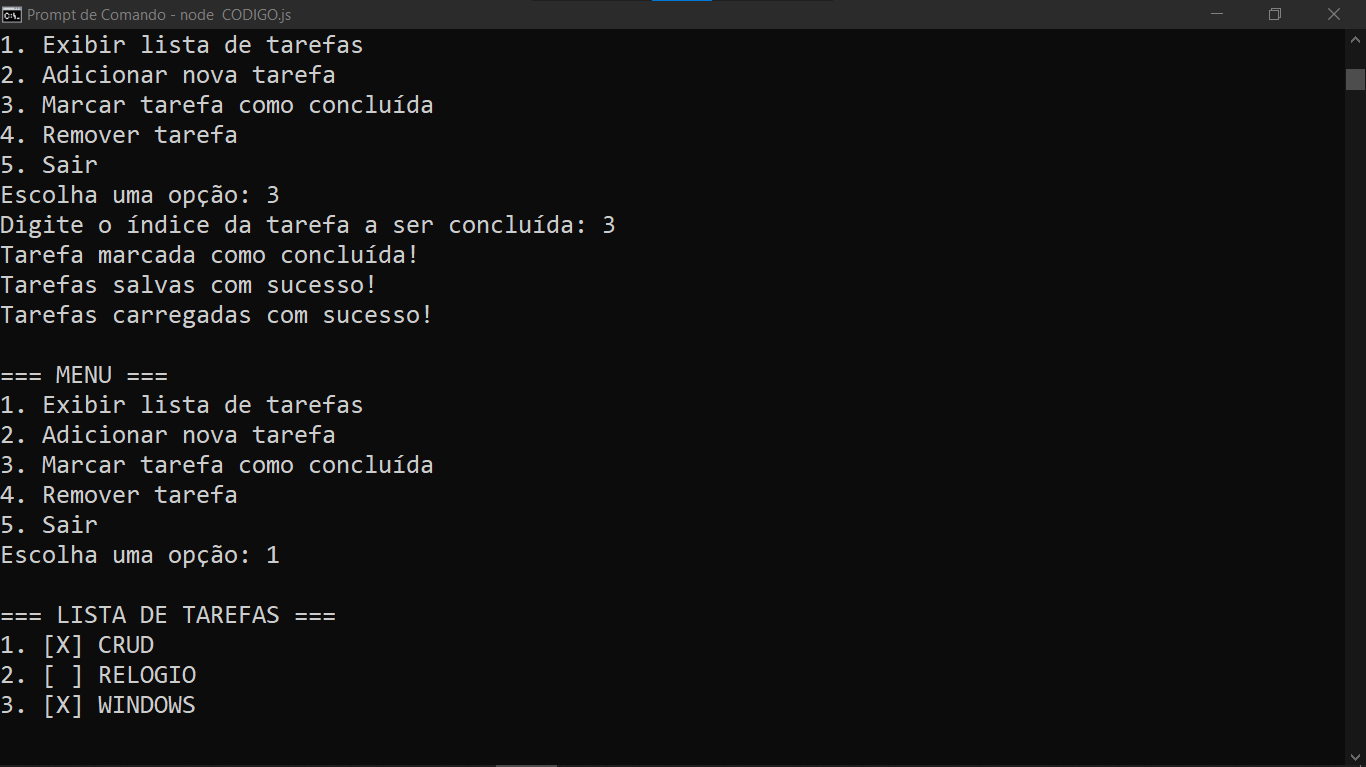 Prompt de Comando - node  CODIGO.js
1. Exibir lista de tarefas
2. Adicionar nova tarefa
3. Marcar tarefa como concluída
4. Remover tarefa
5. Sair
Escolha uma opção: 3
Digite o índice da tarefa a ser concluída: 3
Tarefa marcada como concluída!
Tarefas salvas com sucesso!
Tarefas carregadas com sucesso!
=== MENU ===
1. Exibir lista de tarefas
2. Adicionar nova tarefa
3. Marcar tarefa como concluída
4. Remover tarefa
5. Sair
Escolha uma opção: 1
=== LISTA DE TAREFAS ===
1. [X] CRUD
2. [ ] RELOGIO
3. [X] WINDOWS